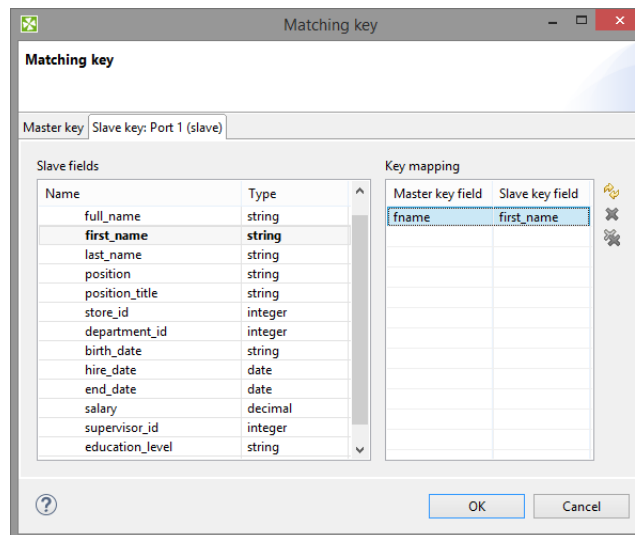 Matching key
Matching key
Master key Slave key: Port 1 (slave)
Slave fields Key mapping
Name Type Master key field Slave key field
full_name string fname first_name
first_name string
last_name string
position string
position_title string
store_id integer
department_id integer
birth_date string
hire_date date
end_date date
salary decimal
supervisor_id integer
education_level string
? OK Cancel